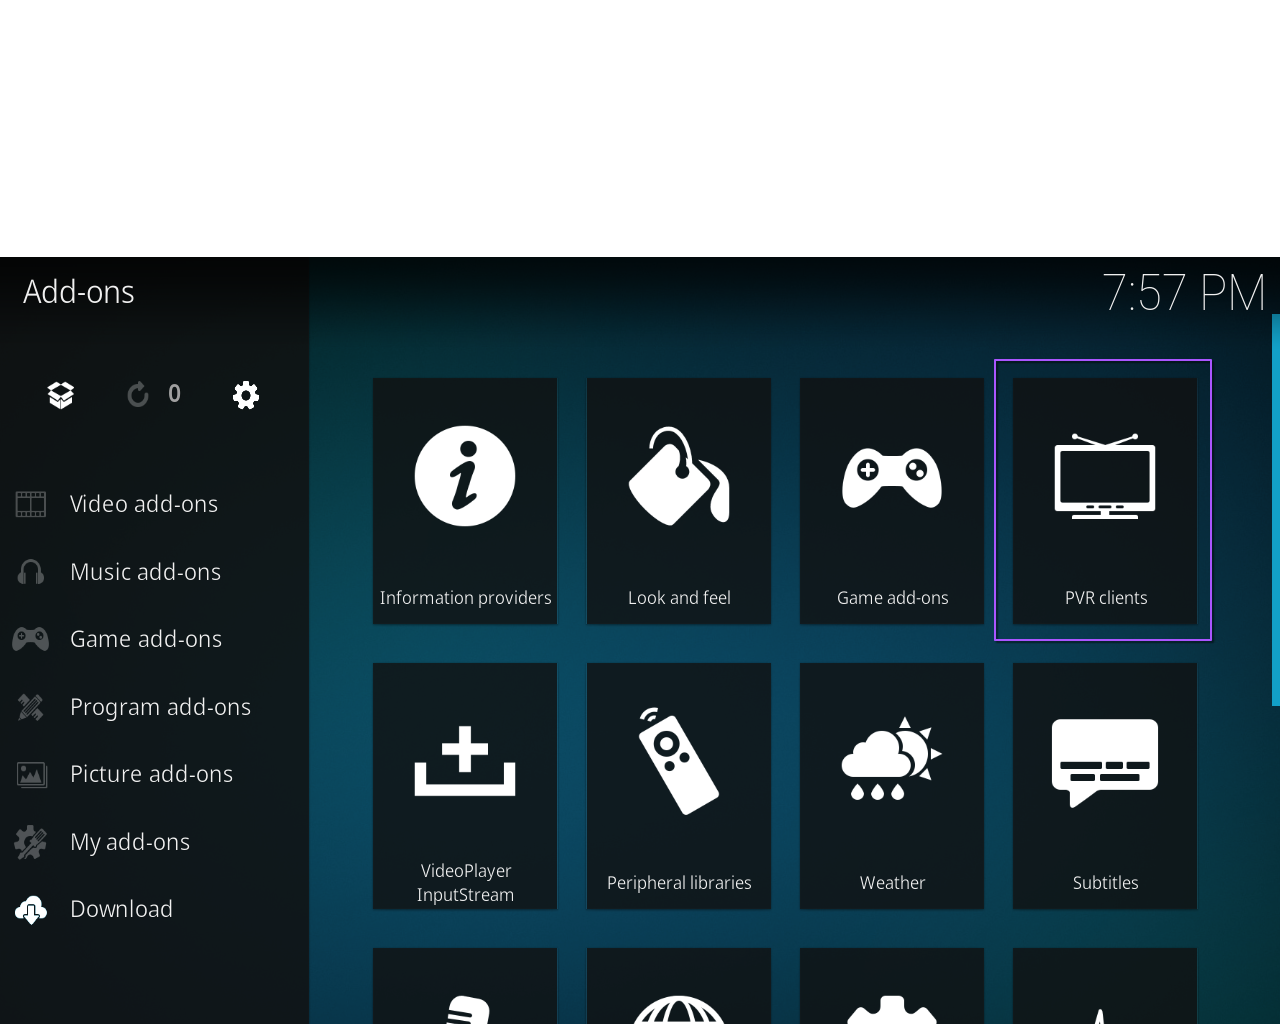 Add-ons
7:57 PM
0
Video add-ons
Music add-ons
Game add-ons
Program add-ons
Picture add-ons
My add-ons
Download
Information providers
Look and feel
Game add-ons
PVR clients
VideoPlayer
InputStream
Peripheral libraries
Weather
Subtitles